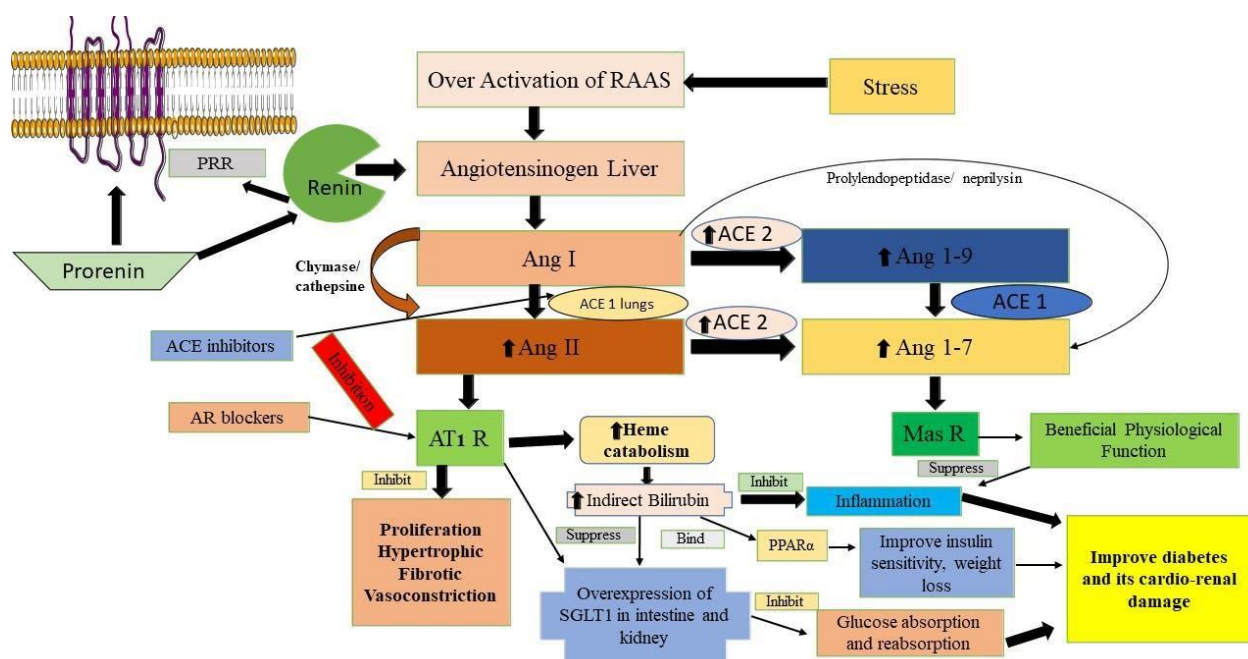 Over Activation of RAAS
Stress
PRR
Renin
Angiotensinogen Liver
Prolylendopeptidase/ neprilysin
Prorenin
Chymase/
cathepsine
Ang I
ACE 2
Ang 1-9
ACE 1 lungs
ACE 1
ACE inhibitors
Ang II
ACE 2
Ang 1-7
Inhibition
AR blockers
AT1 R
Heme
catabolism
Mas R
Beneficial Physiological
Function
Inhibit
Suppress
Indirect Bilirubin
Inhibit
Inflammation
Proliferation
Hypertrophic
Fibrotic
Vasoconstriction
Suppress
Bind
PPARα
Improve insulin
sensitivity, weight
loss
Improve diabetes
and its cardio-renal
damage
Overexpression of
SGLT1 in intestine and
kidney
Inhibit
Glucose absorption
and reabsorption